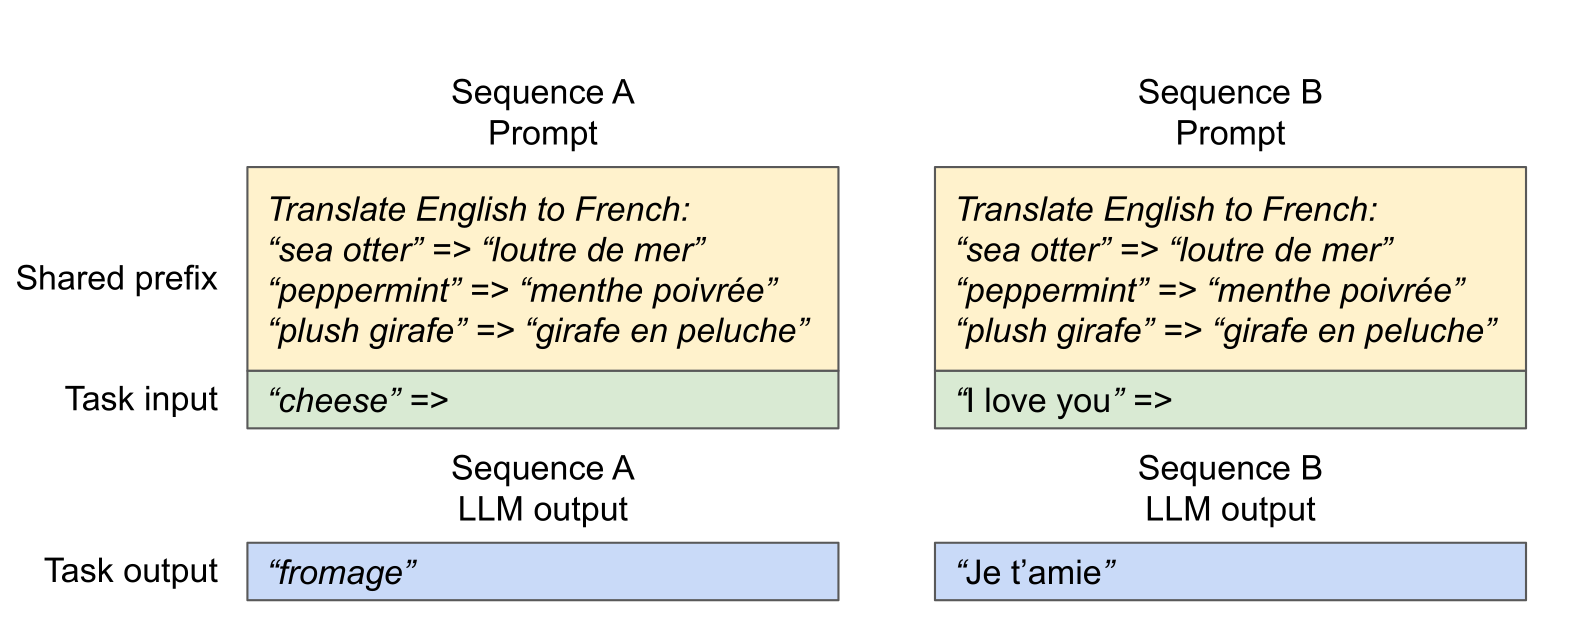 Sequence A
Prompt
Sequence B
Prompt
Shared prefix
Translate English to French:
“sea otter” => “loutre de mer”
“peppermint” => “menthe poivrée”
“plush girafe” => “girafe en peluche”
Translate English to French:
“sea otter” => “loutre de mer”
“peppermint” => “menthe poivrée”
“plush girafe” => “girafe en peluche”
Task input
“cheese” =>
“I love you” =>
Sequence A
LLM output
Sequence B
LLM output
Task output
“fromage”
“Je t’amie”